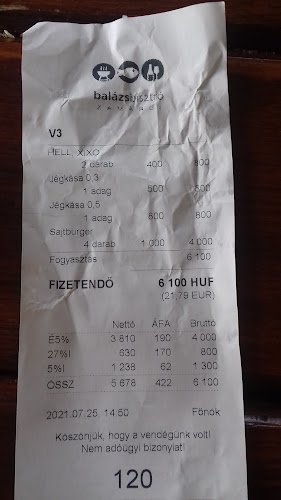 balázsbisztró
ZAMÁRDI
V3
HELL, XIXO
2 darab 400 800
Jégkása 0,3
1 adag 500 500
Jégkása 0,5
1 adag 800 800
Sajtburger
4 darab 1 000 4 000
Fogyasztás 6 100
FIZETENDŐ 6 100 HUF
(21,79 EUR)
Nettó ÁFA Bruttó
É5% 3 810 190 4 000
27%I 630 170 800
5%I 1 238 62 1 300
ÖSSZ 5 678 422 6 100
2021.07.25. 14:50 Főnök
Köszönjük, hogy a vendégünk volt!
Nem adóügyi bizonylat!
120